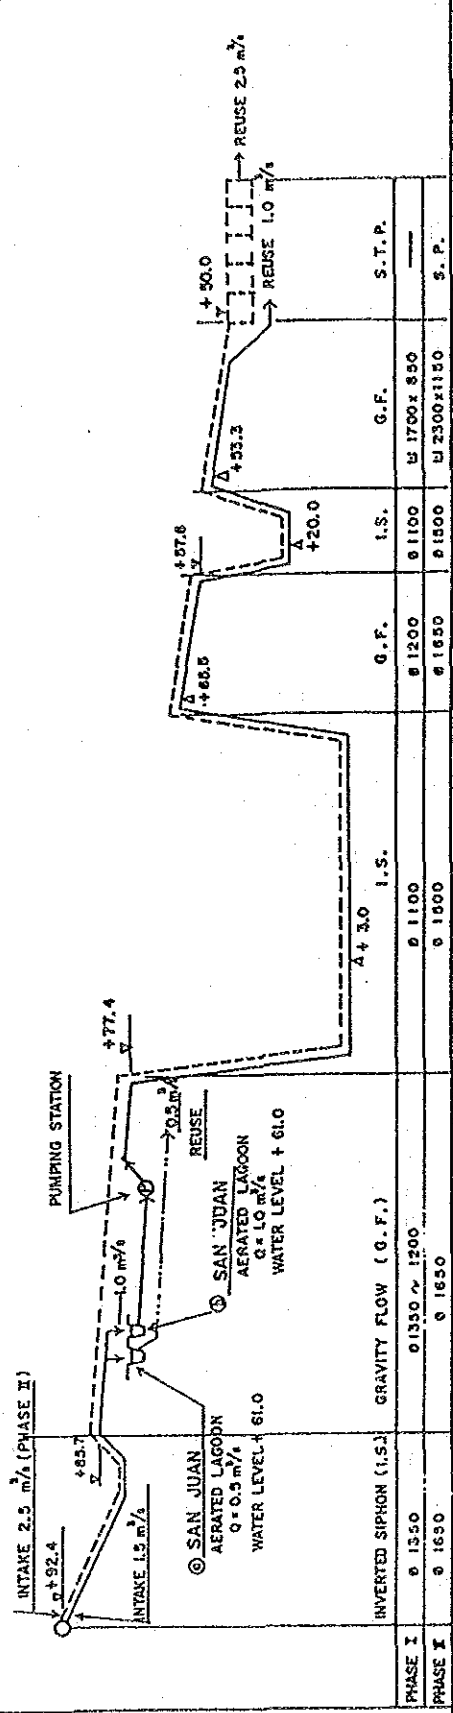 INTAKE 2.5 m³/s (PHASE II)
+92.4
INTAKE 1.5 m³/s
+85.7
1.0 m³/s
PUMPING STATION
P
+77.4
0.5 m³/s
REUSE
ⓒ SAN JUAN
AERATED LAGOON
Q = 0.5 m³/s
WATER LEVEL + 61.0
ⓑ SAN JUAN
AERATED LAGOON
Q = 1.0 m³/s
WATER LEVEL + 61.0
+ 3.0
+65.5
+57.6
+20.0
+53.3
+ 50.0
REUSE 2.5 m³/s
REUSE 1.0 m³/s
INVERTED SIPHON (I.S.) GRAVITY FLOW (G.F.) I.S. G.F. I.S. G.F. S.T.P.
PHASE I ø 1350 ø 1350 ~ 1200 ø 1100 ø 1200 ø 1100 1700 x 850 —
PHASE II ø 1650 ø 1650 ø 1500 ø 1650 ø 1500 2300x1150 S. P.